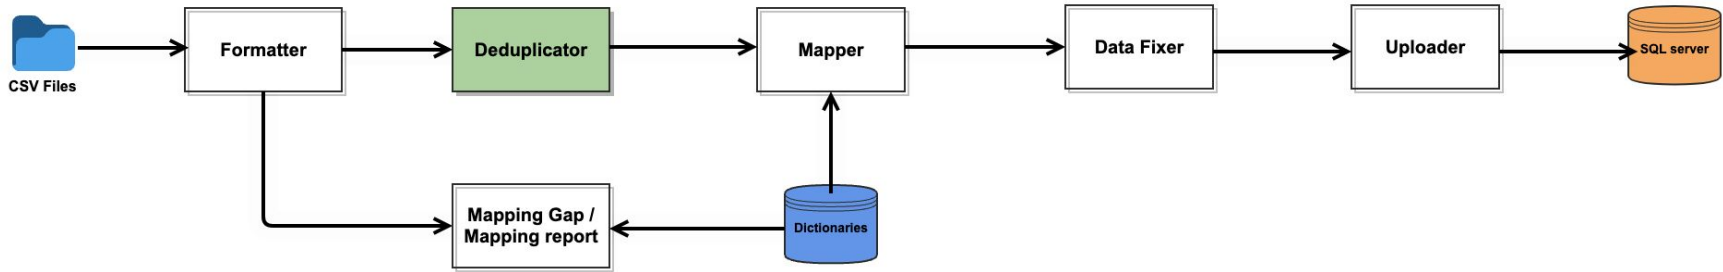 CSV Files
Formatter
Deduplicator
Mapper
Data Fixer
Uploader
SQL server
Mapping Gap /
Mapping report
Dictionaries